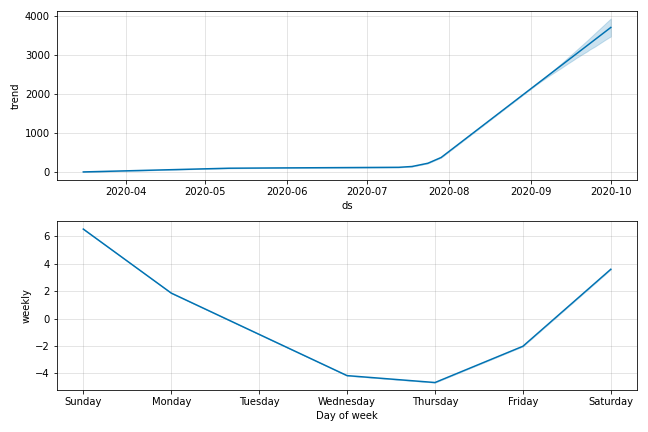 4000
3000
2000
1000
0
trend
2020-04 2020-05 2020-06 2020-07 2020-08 2020-09 2020-10
ds
6
4
2
0
−2
−4
weekly
Sunday Monday Tuesday Wednesday Thursday Friday Saturday
Day of week